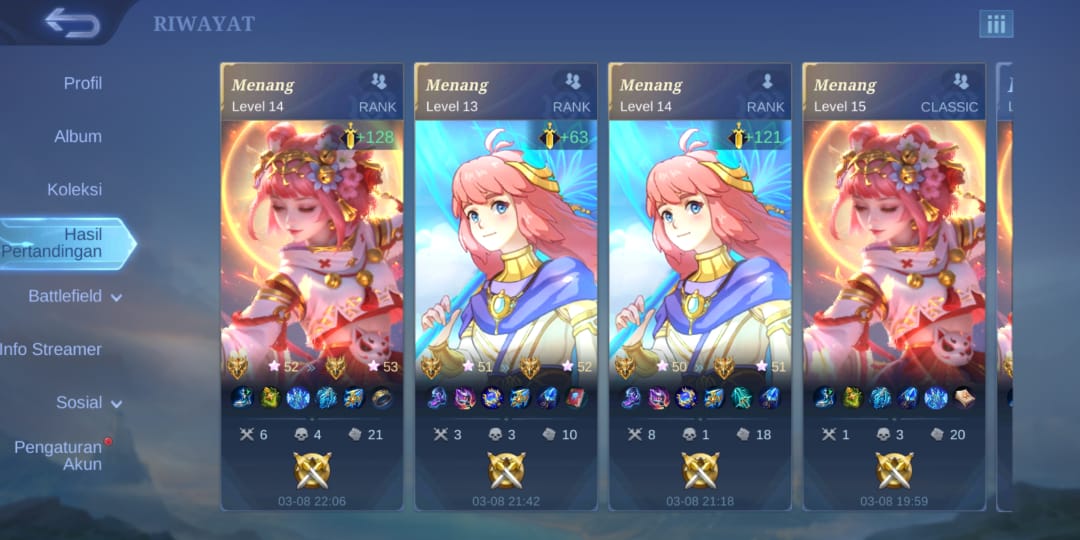 RIWAYAT
Profil
Album
Koleksi
Hasil
Pertandingan
Battlefield
Info Streamer
Sosial
Pengaturan
Akun
Menang
Level 14
RANK
+128
52
53
6
4
21
03-08 22:06
Menang
Level 13
RANK
+63
51
52
3
3
10
03-08 21:42
Menang
Level 14
RANK
+121
50
51
8
1
18
03-08 21:18
Menang
Level 15
CLASSIC
1
3
20
03-08 19:59